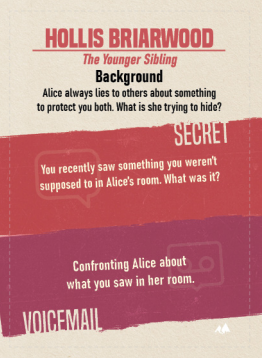 HOLLIS BRIARWOOD
The Younger Sibling
Background
Alice always lies to others about something
to protect you both. What is she trying to hide?
SECRET
You recently saw something you weren't
supposed to in Alice's room. What was it?
Confronting Alice about
what you saw in her room.
VOICEMAIL